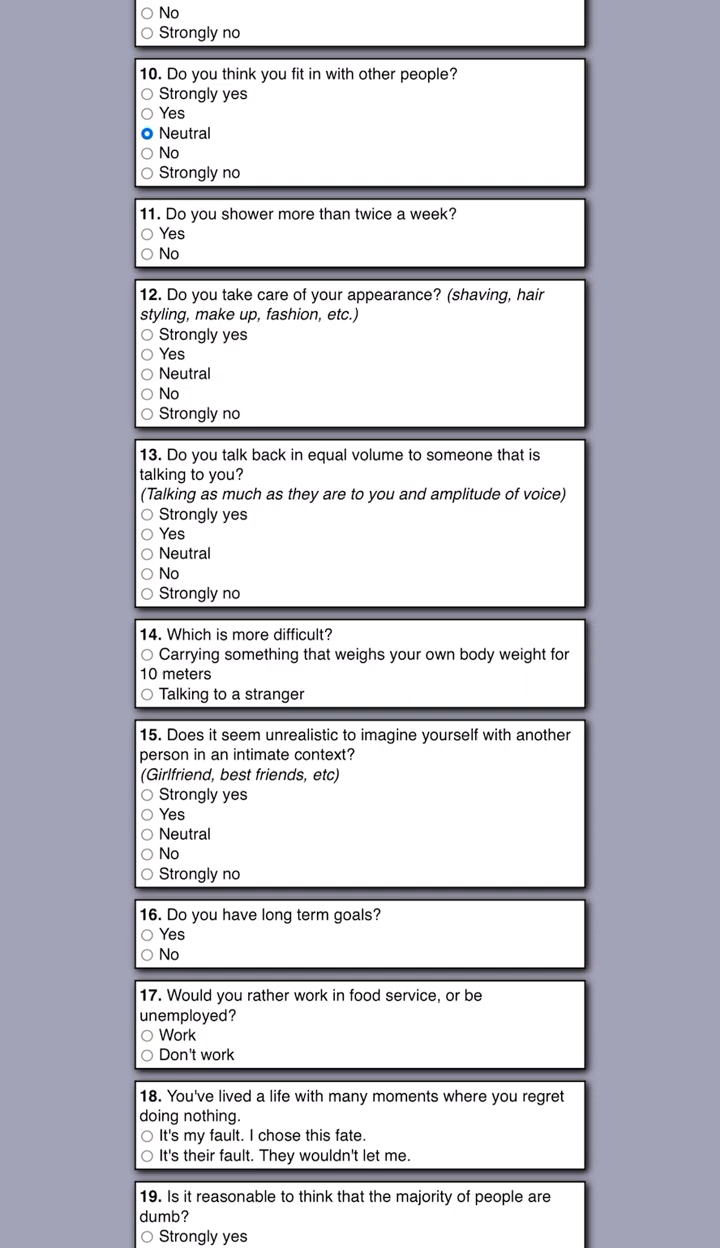 No
Strongly no
10. Do you think you fit in with other people?
Strongly yes
Yes
Neutral
No
Strongly no
11. Do you shower more than twice a week?
Yes
No
12. Do you take care of your appearance? (shaving, hair
styling, make up, fashion, etc.)
Strongly yes
Yes
Neutral
No
Strongly no
13. Do you talk back in equal volume to someone that is
talking to you?
(Talking as much as they are to you and amplitude of voice)
Strongly yes
Yes
Neutral
No
Strongly no
14. Which is more difficult?
Carrying something that weighs your own body weight for
10 meters
Talking to a stranger
15. Does it seem unrealistic to imagine yourself with another
person in an intimate context?
(Girlfriend, best friends, etc)
Strongly yes
Yes
Neutral
No
Strongly no
16. Do you have long term goals?
Yes
No
17. Would you rather work in food service, or be
unemployed?
Work
Don't work
18. You've lived a life with many moments where you regret
doing nothing.
It's my fault. I chose this fate.
It's their fault. They wouldn't let me.
19. Is it reasonable to think that the majority of people are
dumb?
Strongly yes